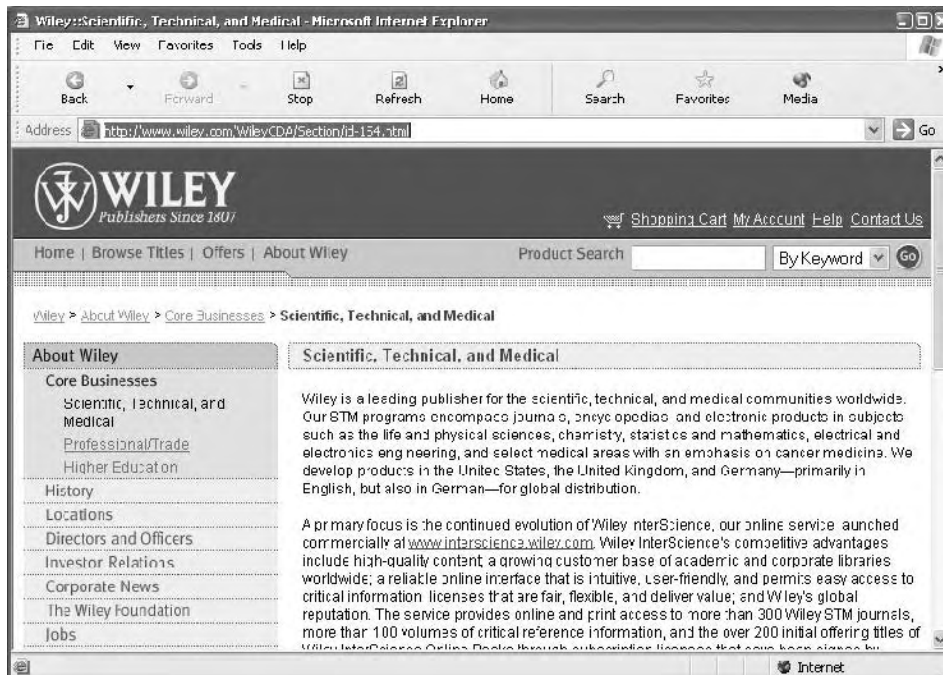 Wiley::Scientific, Technical, and Medical - Microsoft Internet Explorer
File Edit View Favorites Tools Help
Back Forward Stop Refresh Home Search Favorites Media
Address http://www.wiley.com/WileyCDA/Section/id-154.html Go
WILEY
Publishers Since 1807
Shopping Cart My Account Help Contact Us
Home | Browse Titles | Offers | About Wiley Product Search By Keyword GO
Wiley > About Wiley > Core Businesses > Scientific, Technical, and Medical
About Wiley
Core Businesses
Scientific, Technical, and
Medical
Professional/Trade
Higher Education
History
Locations
Directors and Officers
Investor Relations
Corporate News
The Wiley Foundation
Jobs
Scientific, Technical, and Medical
Wiley is a leading publisher for the scientific, technical, and medical communities worldwide.
Our STM programs encompass journals, encyclopedias, and electronic products in subjects
such as the life and physical sciences, chemistry, statistics and mathematics, electrical and
electronics engineering, and select medical areas with an emphasis on cancer medicine. We
develop products in the United States, the United Kingdom, and Germany—primarily in
English, but also in German—for global distribution.
A primary focus is the continued evolution of Wiley InterScience, our online service launched
commercially at www.interscience.wiley.com. Wiley InterScience's competitive advantages
include high-quality content; a growing customer base of academic and corporate libraries
worldwide; a reliable online interface that is intuitive, user-friendly, and permits easy access to
critical information; licenses that are fair, flexible, and deliver value; and Wiley's global
reputation. The service provides online and print access to more than 300 Wiley STM journals,
more than 100 volumes of critical reference information, and the over 200 initial offering titles of
Wiley InterScience Online Books through subscription licenses that have been signed by
Internet